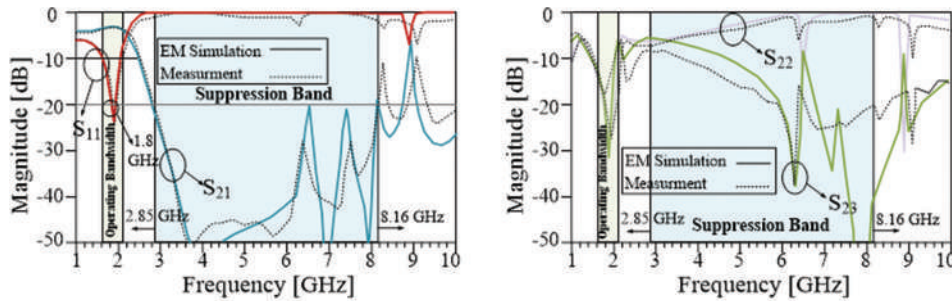 Magnitude [dB]
0
-10
-20
-30
-40
-50
EM Simulation
Measurment
Suppression Band
S11
1.8
GHz
S21
Operating Bandwidth
2.85 GHz
8.16 GHz
1 2 3 4 5 6 7 8 9 10
Frequency [GHz]
Magnitude [dB]
0
-10
-20
-30
-40
-50
S22
EM Simulation
Measurment
S23
Operating Bandwidth
2.85 GHz
8.16 GHz
Suppression Band
1 2 3 4 5 6 7 8 9 10
Frequency [GHz]